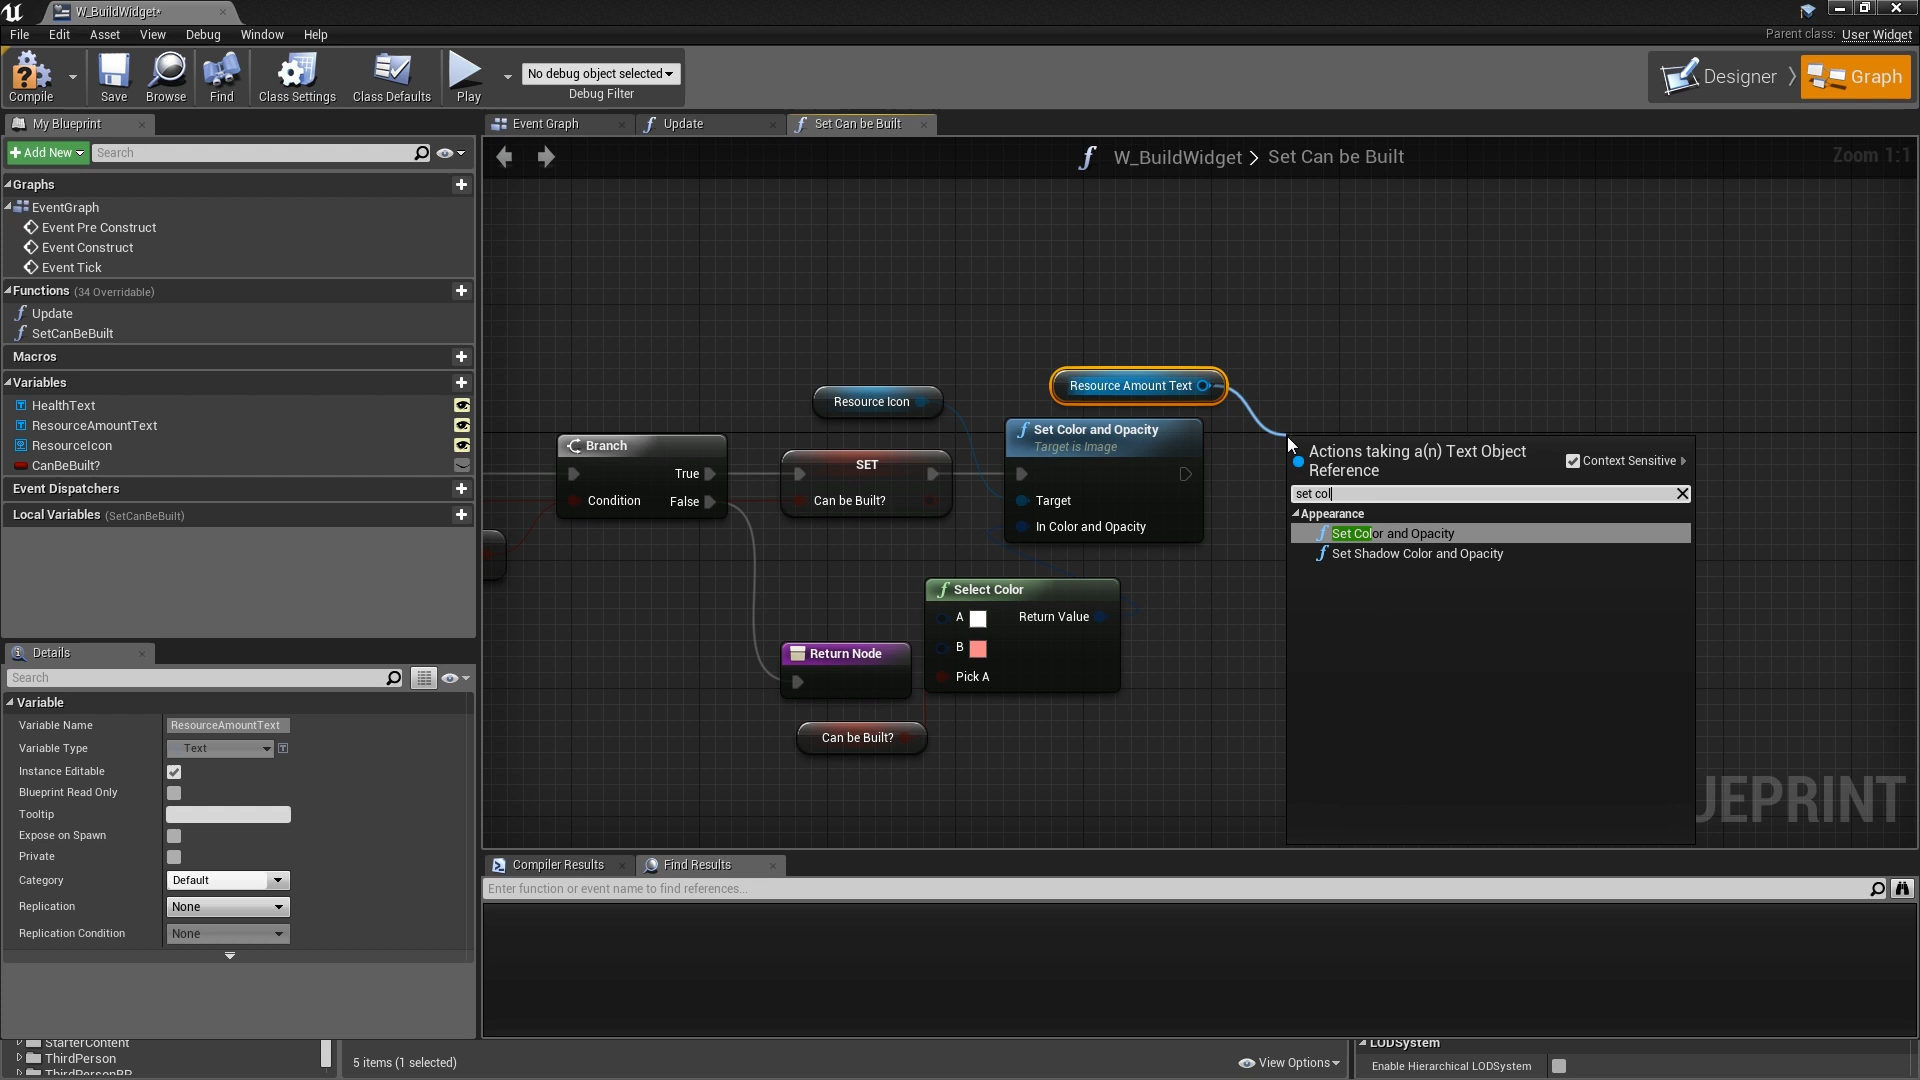 W_BuildWidget*
File Edit Asset View Debug Window Help
Parent class: User Widget
Compile
Save
Browse
Find
Class Settings
Class Defaults
Play
No debug object selected
Debug Filter
Designer
Graph
My Blueprint
Event Graph
Update
Set Can be Built
Add New
Search
W_BuildWidget > Set Can be Built
Zoom 1:1
Graphs
EventGraph
Event Pre Construct
Event Construct
Event Tick
Functions (34 Overridable)
Update
SetCanBeBuilt
Macros
Variables
HealthText
ResourceAmountText
ResourceIcon
CanBeBuilt?
Event Dispatchers
Local Variables (SetCanBeBuilt)
Resource Amount Text
Resource Icon
Branch
True
Condition
False
SET
Can be Built?
Set Color and Opacity
Target is Image
Target
In Color and Opacity
Select Color
A
Return Value
B
Pick A
Return Node
Can be Built?
Actions taking a(n) Text Object
Reference
Context Sensitive
set col
Appearance
Set Color and Opacity
Set Shadow Color and Opacity
UEPRINT
Details
Search
Variable
Variable Name ResourceAmountText
Variable Type Text
Instance Editable
Blueprint Read Only
Tooltip
Expose on Spawn
Private
Category Default
Replication None
Replication Condition None
Compiler Results
Find Results
Enter function or event name to find references...
StarterContent
ThirdPerson
ThirdPersonBP
5 items (1 selected)
View Options
LODSystem
Enable Hierarchical LODSystem